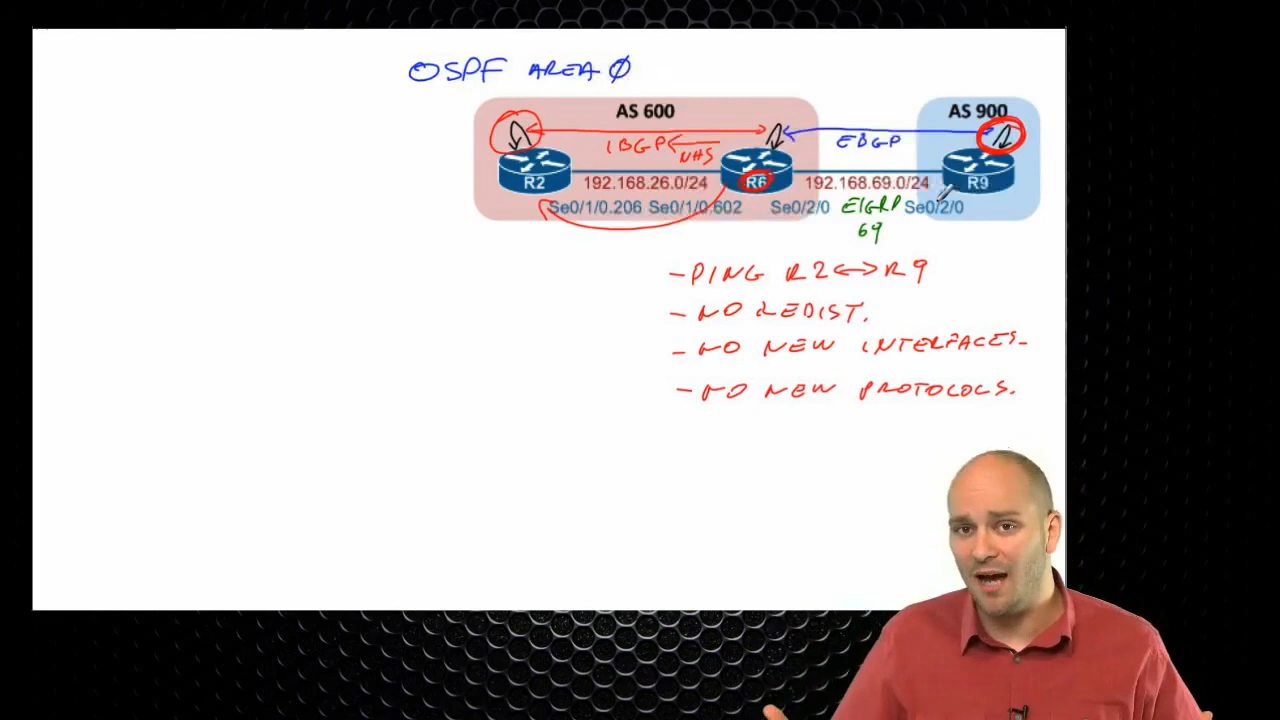 OSPF AREA 0
AS 600
AS 900
IBGP
NHS
EBGP
R2
192.168.26.0/24
R6
192.168.69.0/24
R9
Se0/1/0.206
Se0/1/0.602
Se0/2/0
EIGRP
Se0/2/0
69
- PING R2<->R9
- NO REDIST.
- NO NEW INTERFACES.
- NO NEW PROTOCOLS.